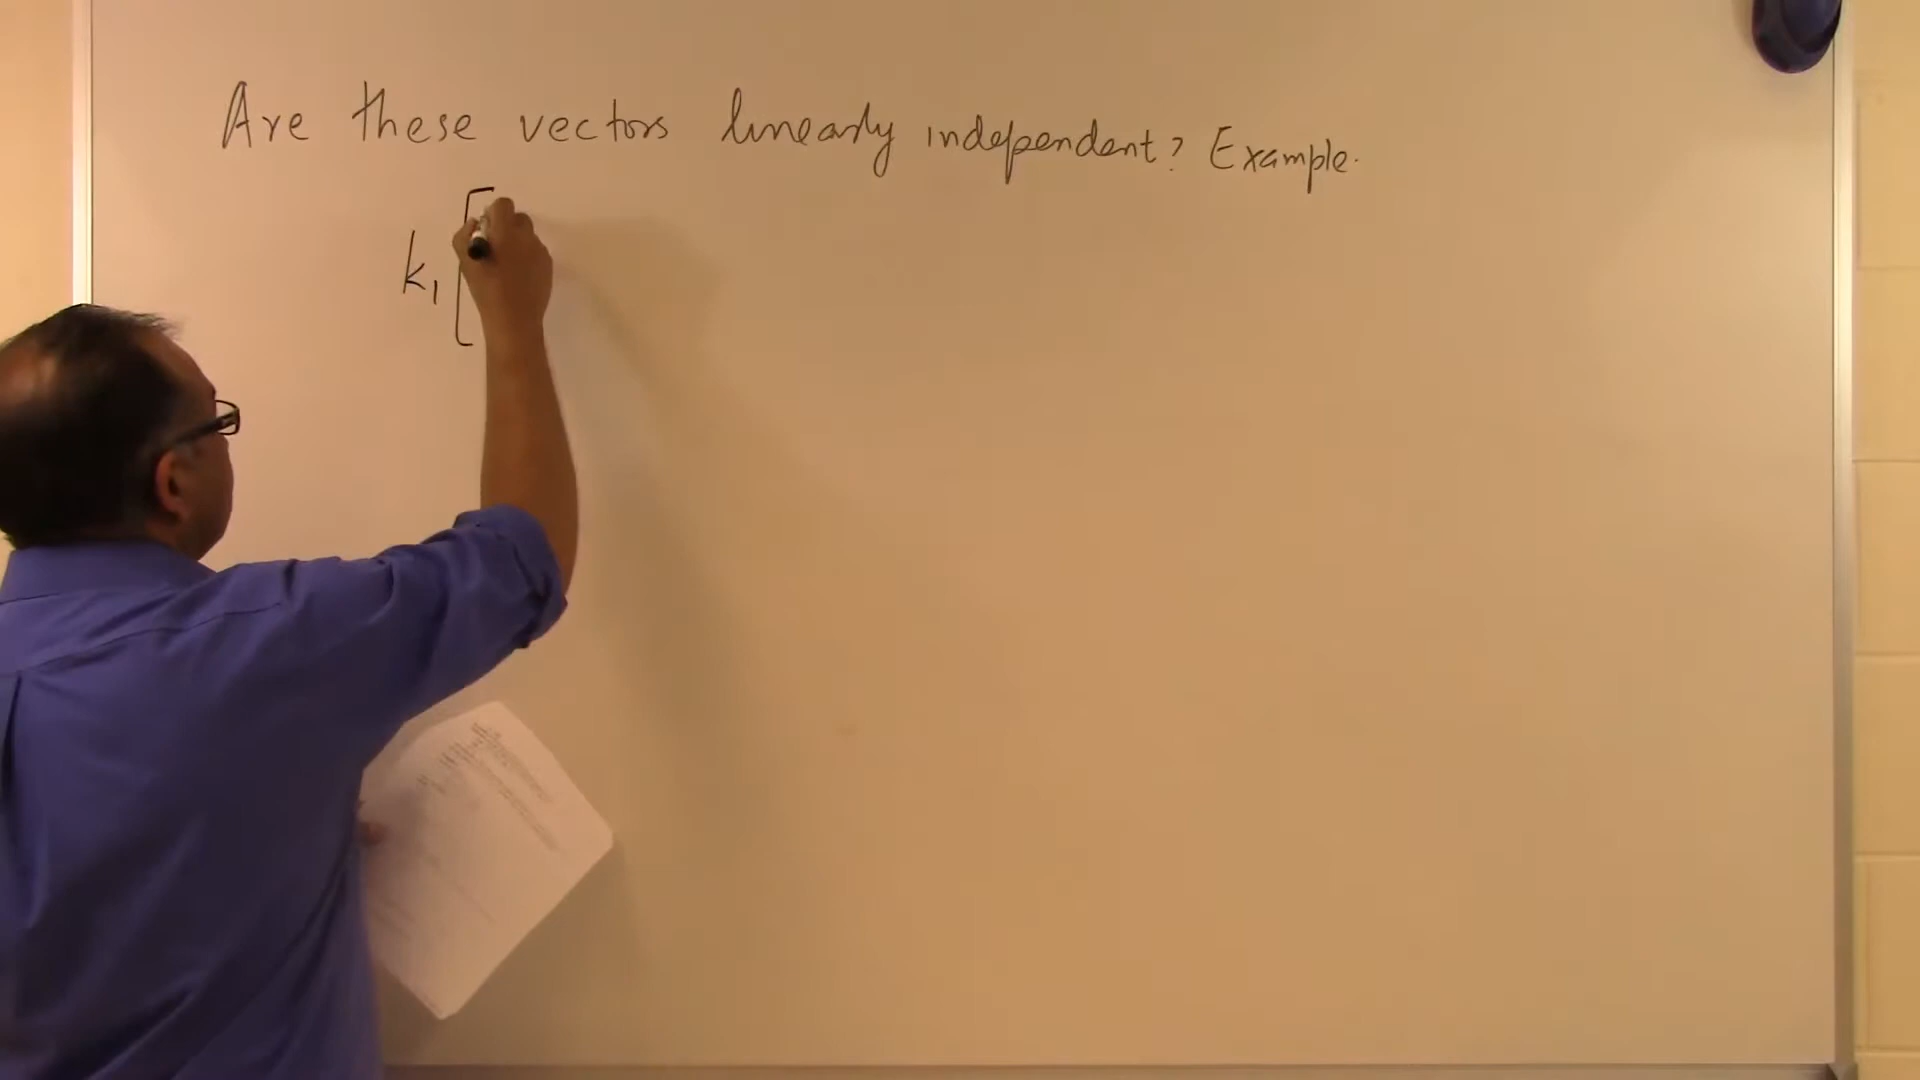 Are these vectors linearly independent? Example.
k₁ [